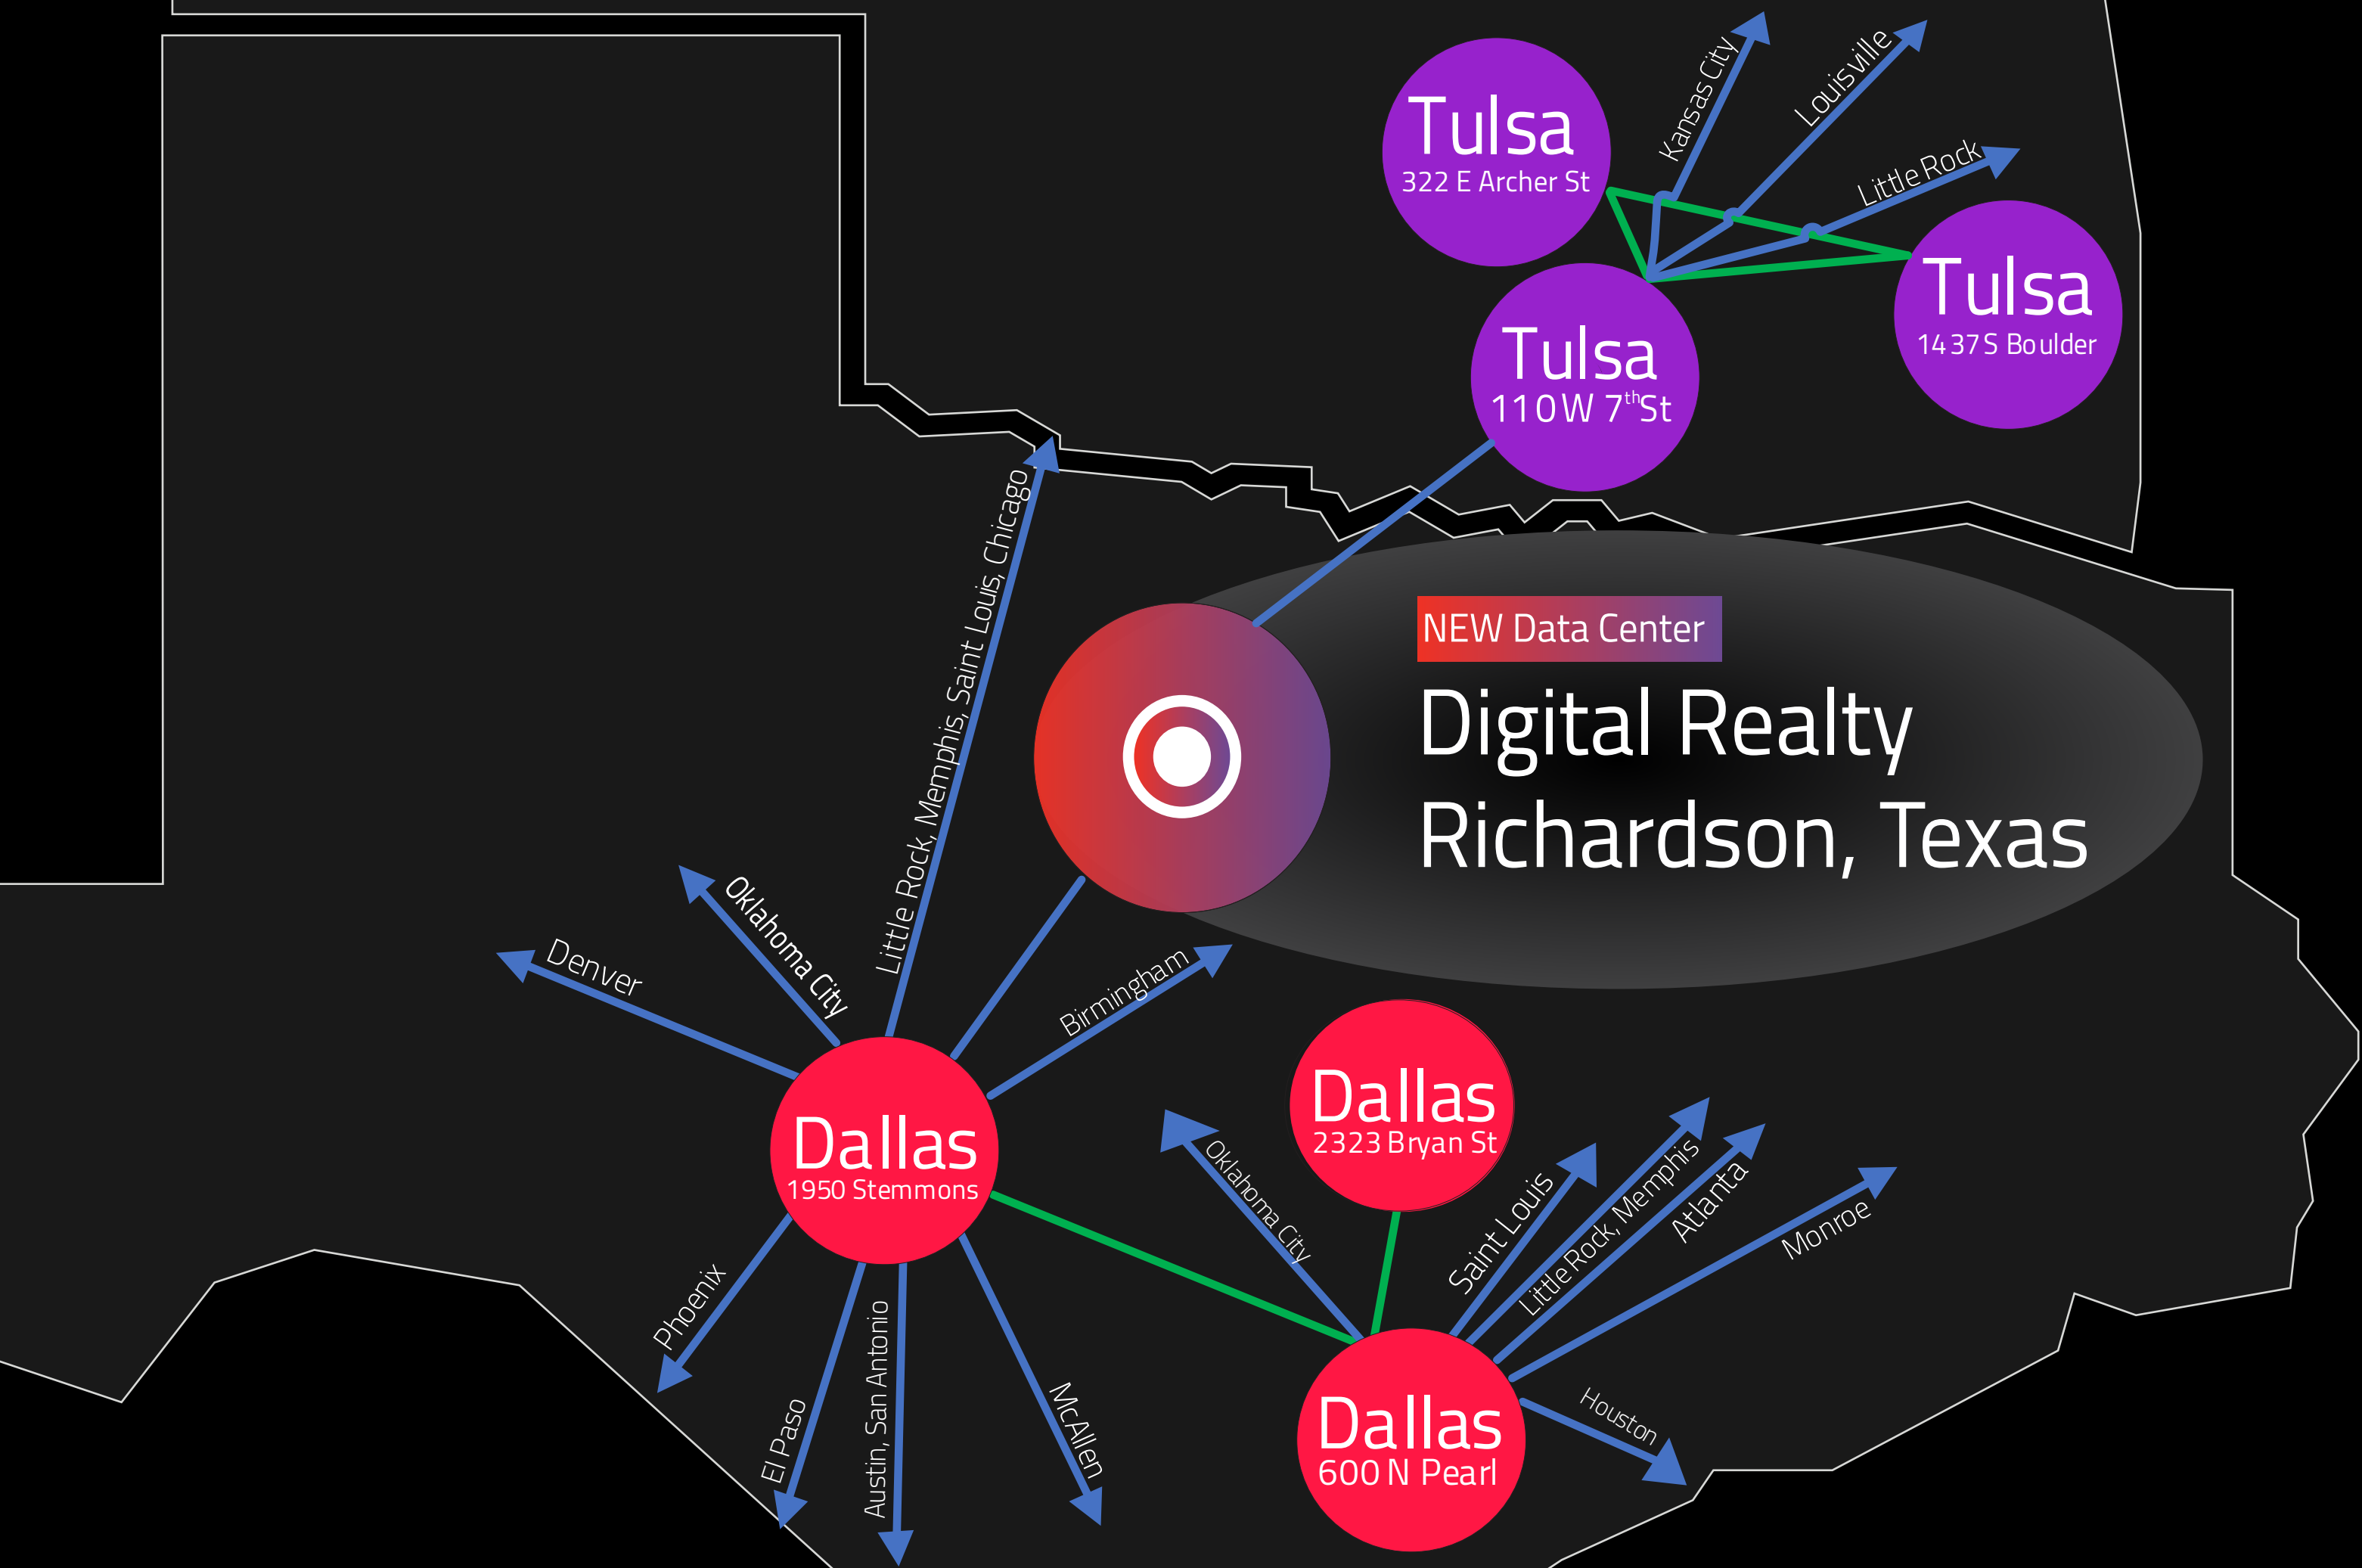 Kansas City
Louisville
Little Rock
Tulsa
322 E Archer St
Tulsa
1437 S Boulder
Tulsa
110 W 7th St
NEW Data Center
Digital Realty
Richardson, Texas
Little Rock, Memphis, Saint Louis, Chicago
Oklahoma City
Denver
Birmingham
Dallas
1950 Stemmons
Dallas
2323 Bryan St
Oklahoma City
Saint Louis
Little Rock, Memphis
Atlanta
Monroe
Phoenix
El Paso
Austin, San Antonio
McAllen
Houston
Dallas
600 N Pearl